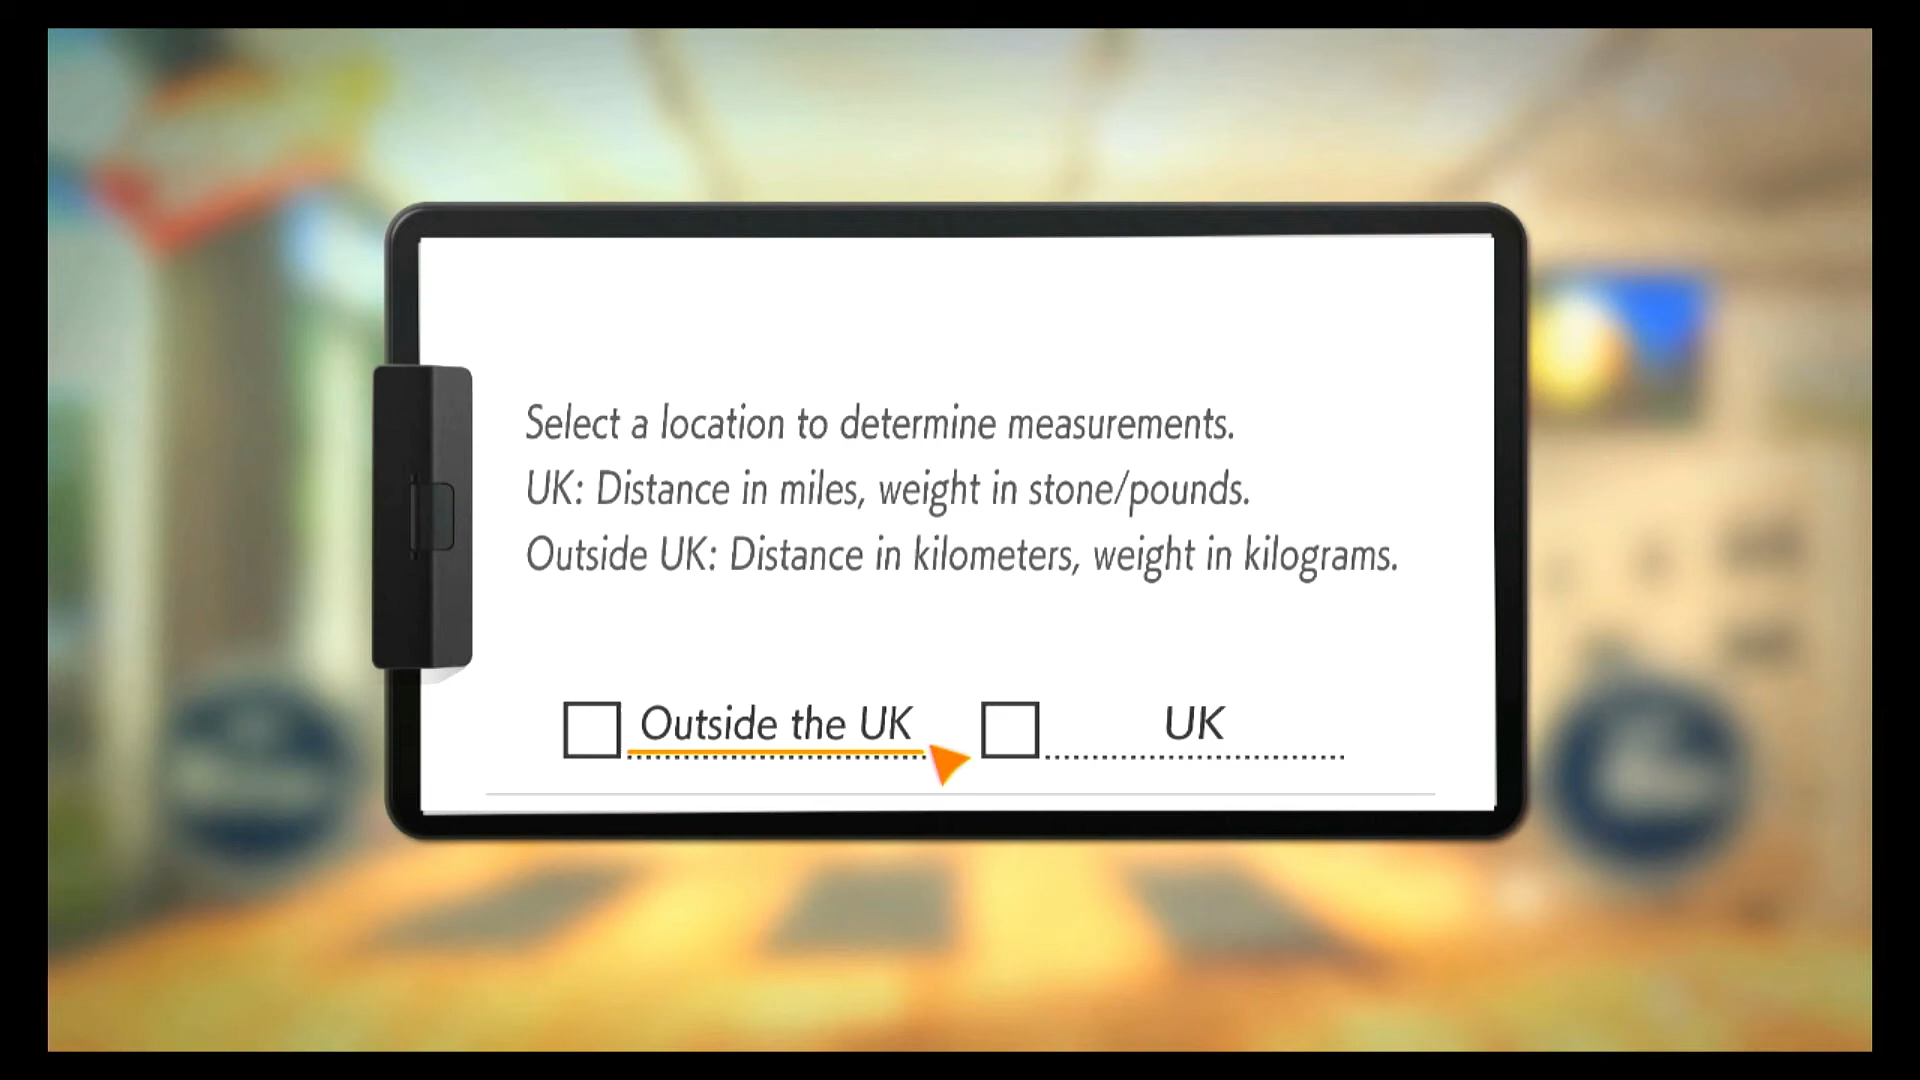 Select a location to determine measurements.
UK: Distance in miles, weight in stone/pounds.
Outside UK: Distance in kilometers, weight in kilograms.
Outside the UK
UK